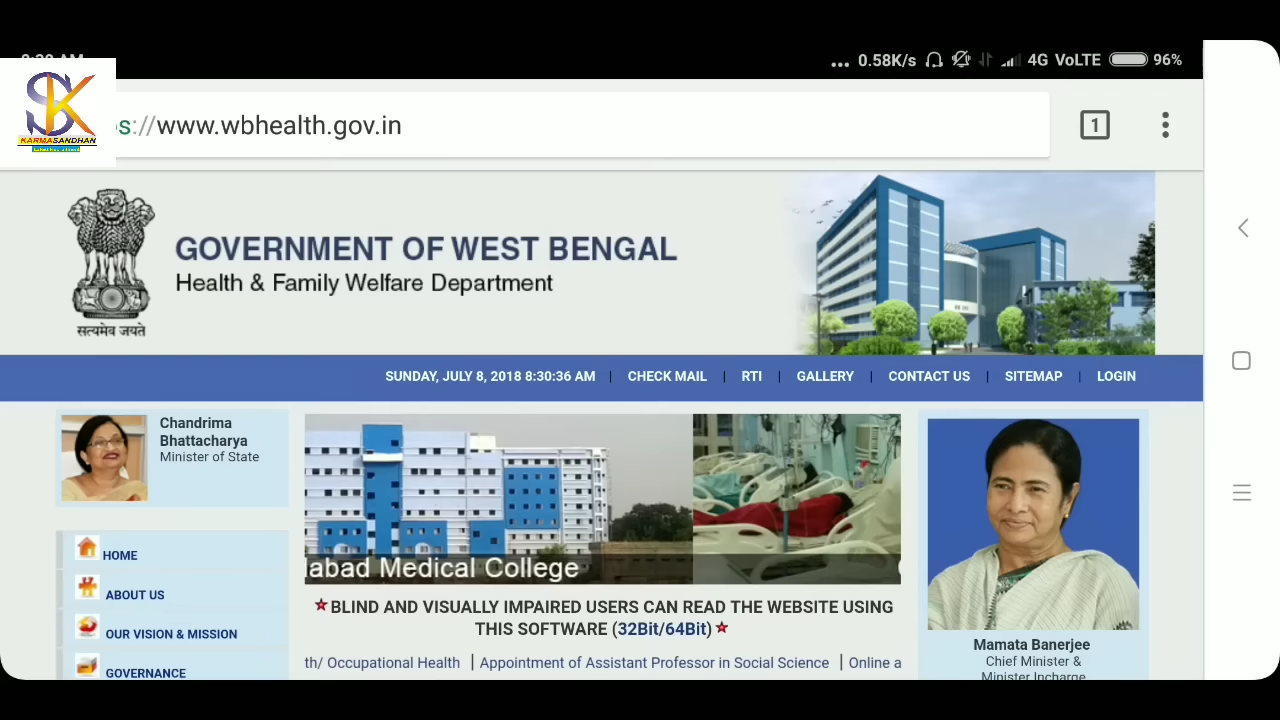 0.58K/s 4G VoLTE 96%
KARMASANDHAN
s://www.wbhealth.gov.in
1
GOVERNMENT OF WEST BENGAL
Health & Family Welfare Department
सत्यमेव जयते
SUNDAY, JULY 8, 2018 8:30:36 AM | CHECK MAIL | RTI | GALLERY | CONTACT US | SITEMAP | LOGIN
Chandrima
Bhattacharya
Minister of State
HOME
ABOUT US
OUR VISION & MISSION
GOVERNANCE
labad Medical College
BLIND AND VISUALLY IMPAIRED USERS CAN READ THE WEBSITE USING
THIS SOFTWARE (32Bit/64Bit)
th/ Occupational Health | Appointment of Assistant Professor in Social Science | Online a
Mamata Banerjee
Chief Minister &
Minister Incharge